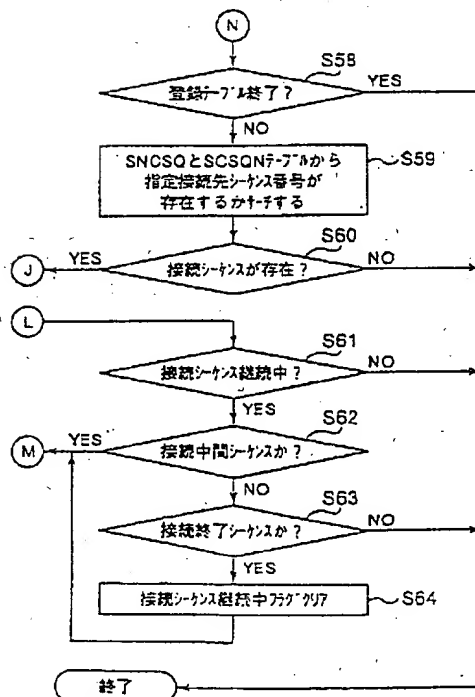 N
S58
登録テーブル終了?
YES
NO
SNCSQとSCSQNテーブルから
指定接続先シーケンス番号が
存在するかサーチする
S59
S60
YES
接続シーケンスが存在?
NO
J
L
S61
接続シーケンス継続中?
NO
YES
S62
M
YES
接続中間シーケンスか?
NO
S63
接続終了シーケンスか?
NO
YES
接続シーケンス継続中フラグクリア
S64
終了